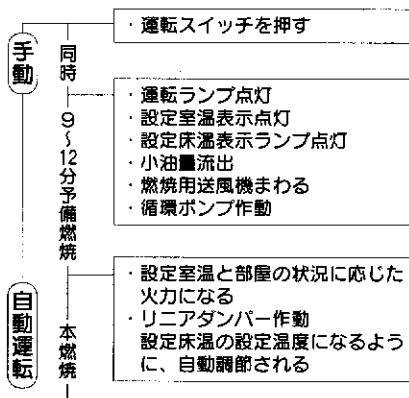 手動
・運転スイッチを押す
同時
・運転ランプ点灯
・設定室温表示点灯
・設定床温表示ランプ点灯
・小油量流出
・燃焼用送風機まわる
・循環ポンプ作動
9〜12分予備燃焼
自動運転
・設定室温と部屋の状況に応じた
火力になる
・リニアダンパー作動
設定床温の設定温度になるよう
に、自動調節される
本燃焼